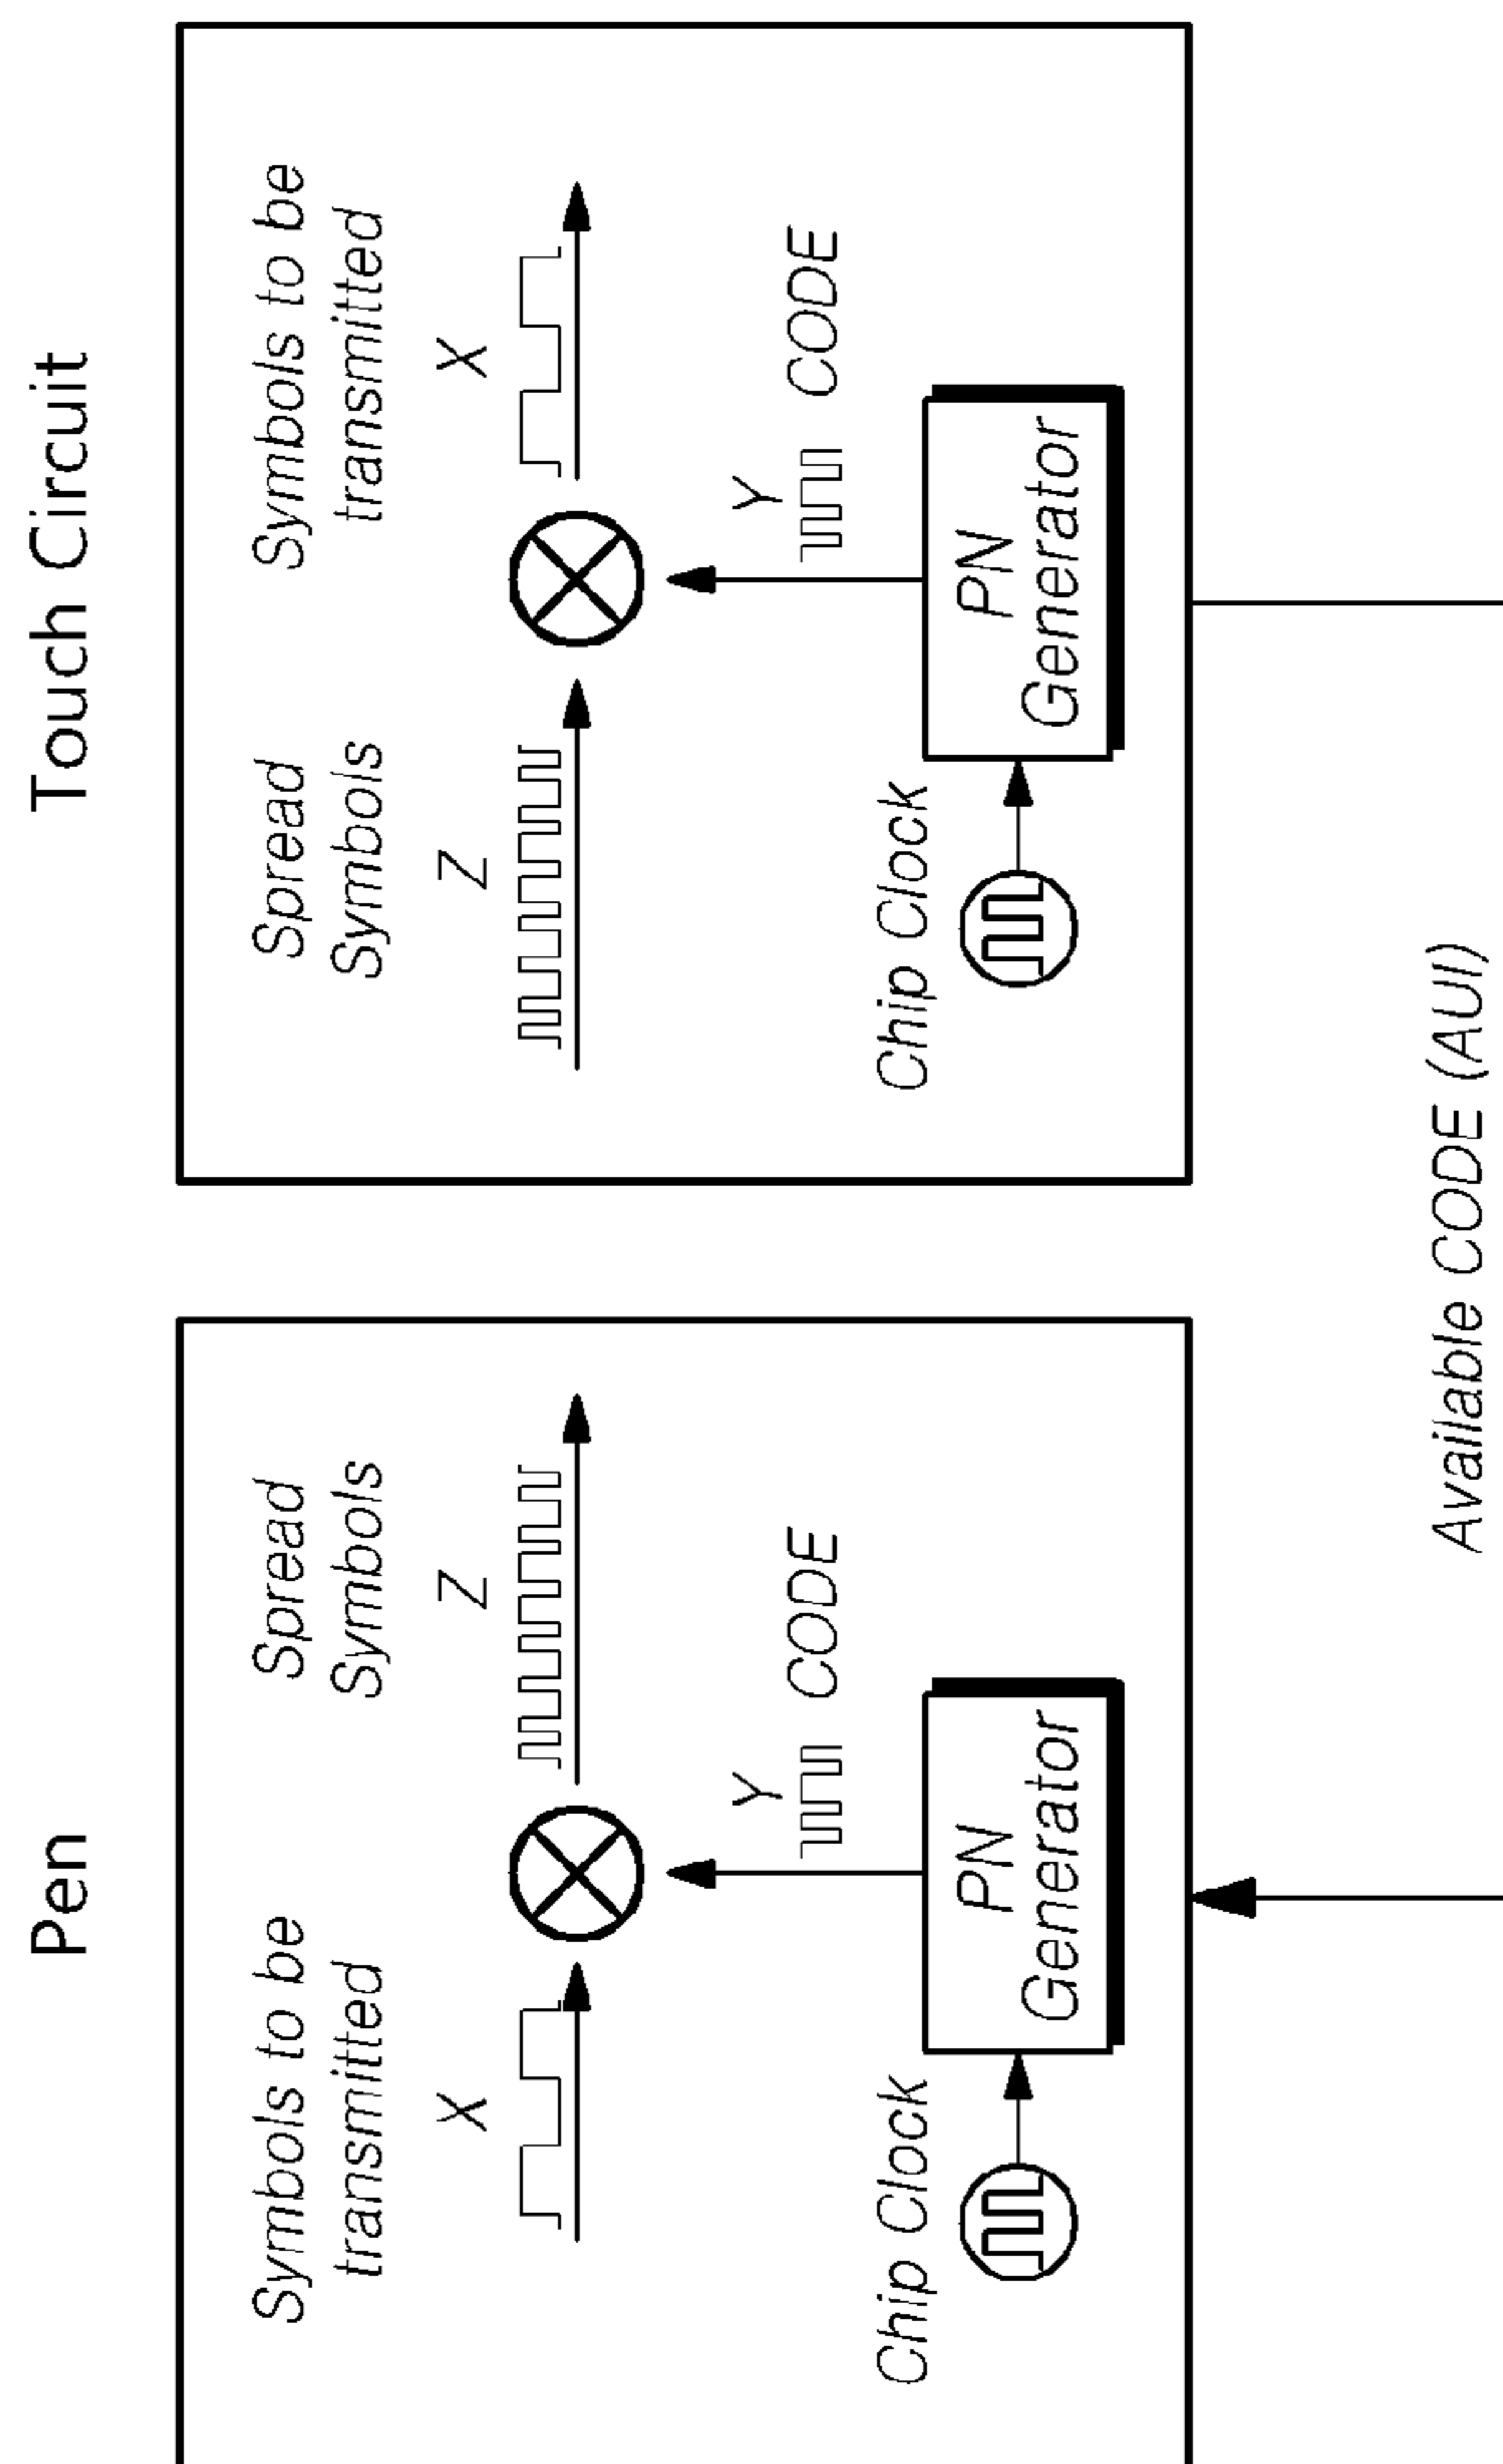 Pen
Symbols to be
transmitted
X
Spread
Symbols
Z
Y
CODE
Chip Clock
PN
Generator
Touch Circuit
Spread
Symbols
Z
Symbols to be
transmitted
X
Y
CODE
Chip Clock
PN
Generator
Available CODE (AUI)